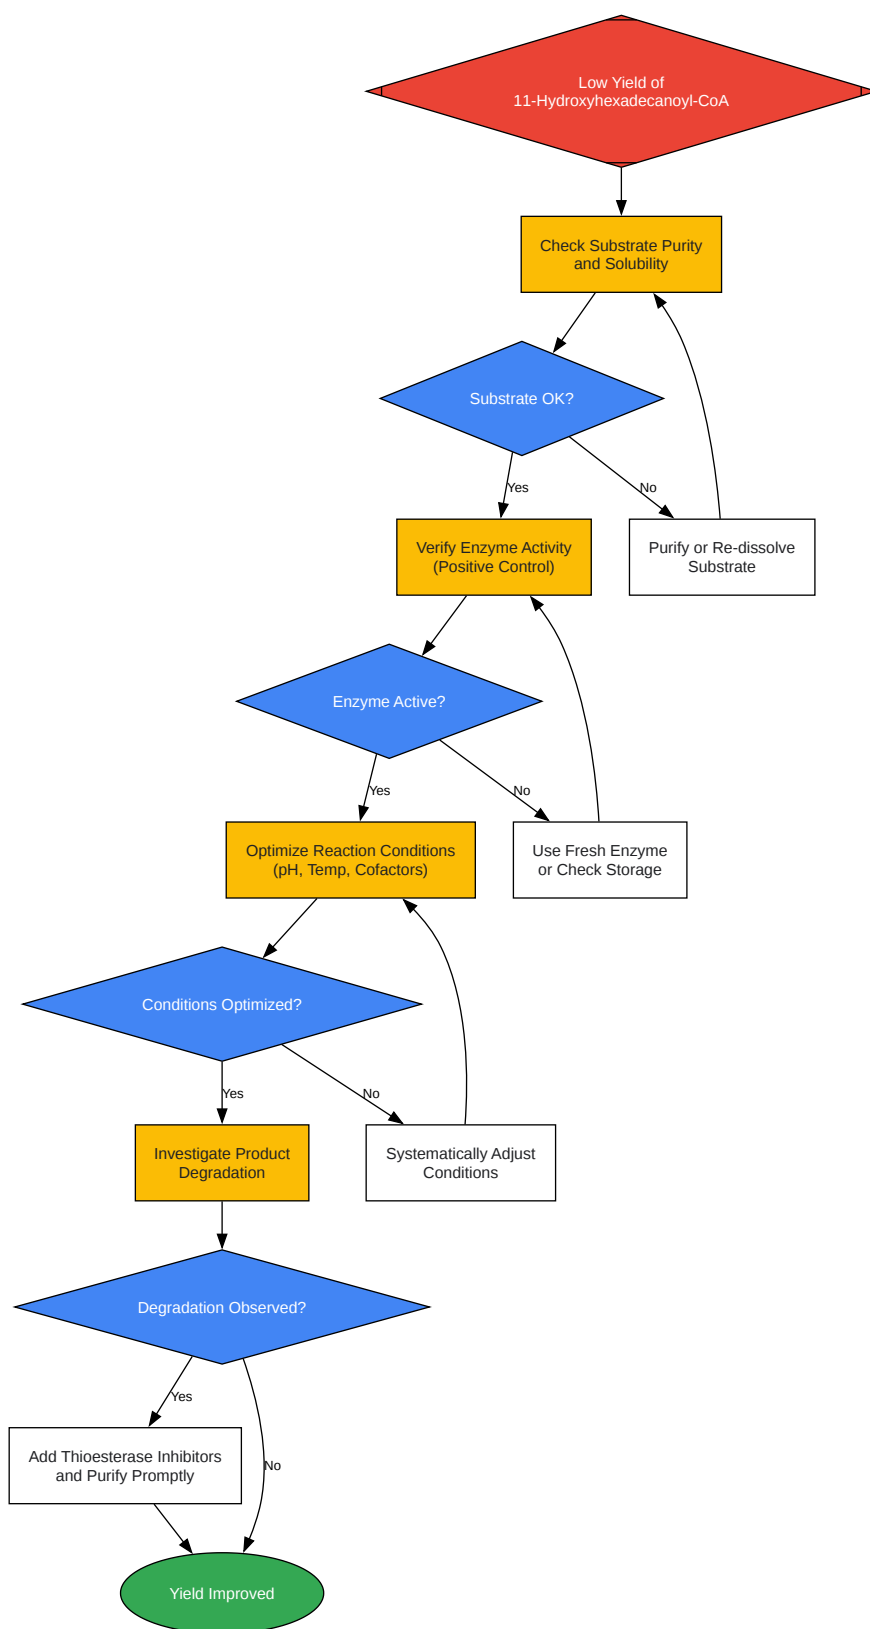 Low Yield of
11-Hydroxyhexadecanoyl-CoA
Check Substrate Purity
and Solubility
Substrate OK?
Yes
No
Verify Enzyme Activity
(Positive Control)
Purify or Re-dissolve
Substrate
Enzyme Active?
Yes
No
Optimize Reaction Conditions
(pH, Temp, Cofactors)
Use Fresh Enzyme
or Check Storage
Conditions Optimized?
Yes
No
Investigate Product
Degradation
Systematically Adjust
Conditions
Degradation Observed?
Yes
Add Thioesterase Inhibitors
and Purify Promptly
No
Yield Improved